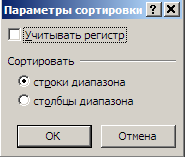 Параметры сортировки
Учитывать регистр
Сортировать
строки диапазона
столбцы диапазона
ОК
Отмена